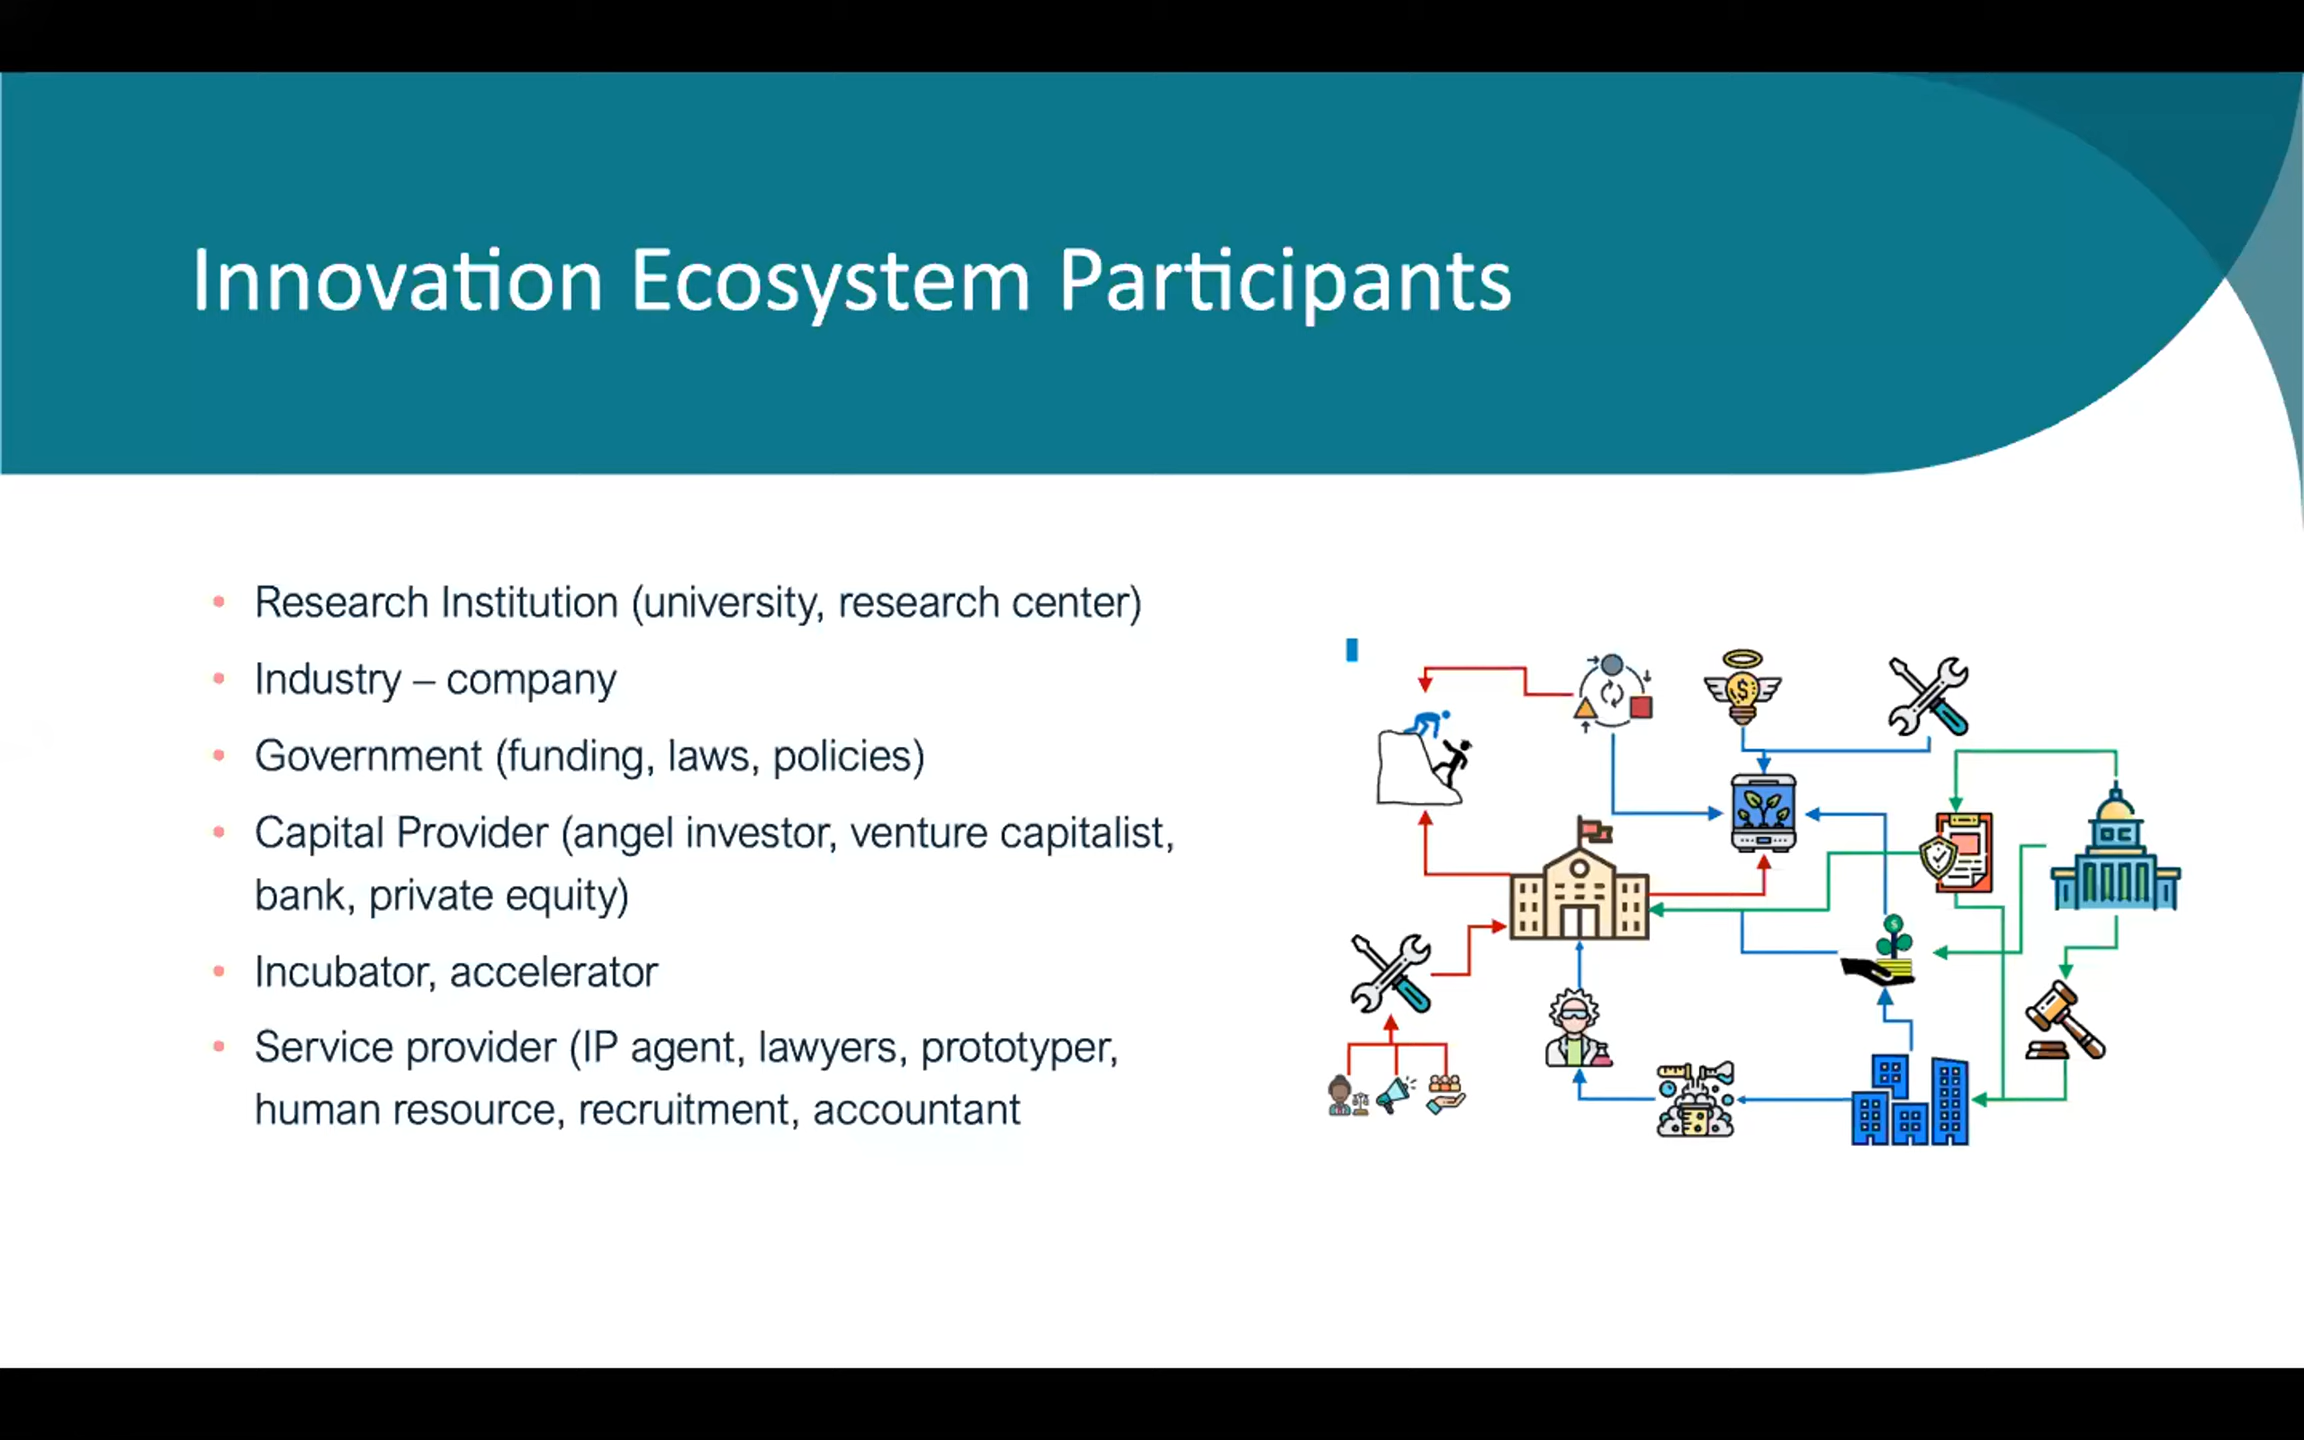 Innovation Ecosystem Participants
• Research Institution (university, research center)
• Industry – company
• Government (funding, laws, policies)
• Capital Provider (angel investor, venture capitalist,
bank, private equity)
• Incubator, accelerator
• Service provider (IP agent, lawyers, prototyper,
human resource, recruitment, accountant